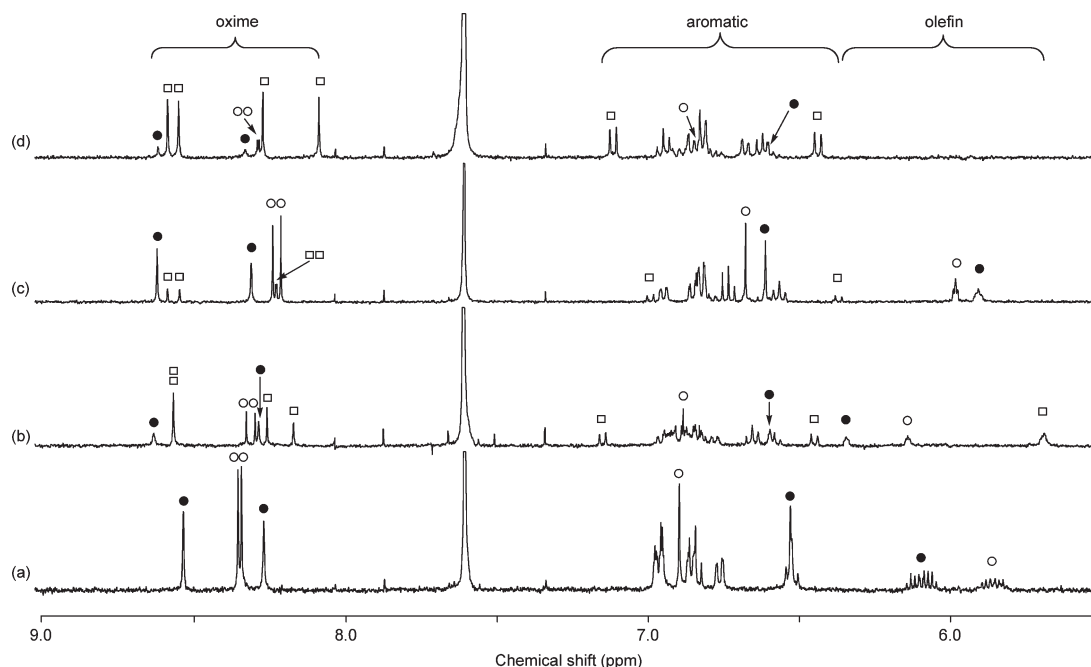 oxime aromatic olefin
(d)
(c)
(b)
(a)
9.0 8.0 7.0 6.0
Chemical shift (ppm)